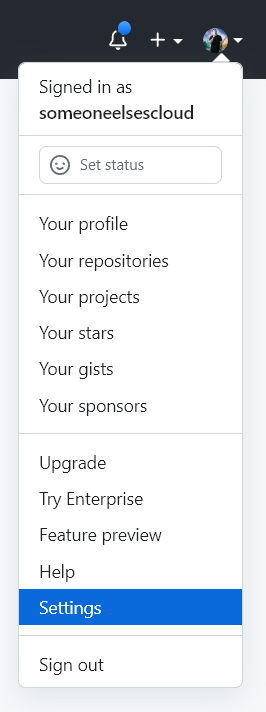 Signed in as
someoneelsescloud
Set status
Your profile
Your repositories
Your projects
Your stars
Your gists
Your sponsors
Upgrade
Try Enterprise
Feature preview
Help
Settings
Sign out